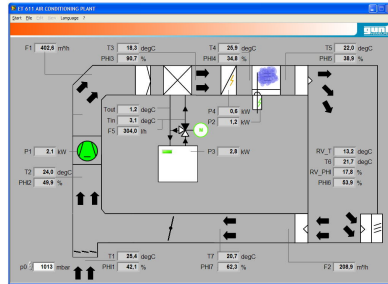 ET 611 AIR CONDITIONING PLANT
Start File Edit View Language ?
gunt
F1 402,6 m³/h T3 18,3 degC T4 25,9 degC T5 22,0 degC
PHI3 80,7 % PHI4 34,8 % PHI5 38,9 %
Tout 1,2 degC P4 0,6 kW
Tin 3,1 degC P2 1,2 kW
F5 304,0 l/h
P1 2,1 kW P3 2,8 kW RV_T 13,2 degC
T2 24,0 degC T6 21,7 degC
PHI2 49,9 % RV_PHI 17,8 %
PHI6 53,9 %
T1 25,4 degC T7 20,7 degC
p0 1013 mbar PHI1 42,1 % PHI7 62,3 % F2 208,9 m³/h